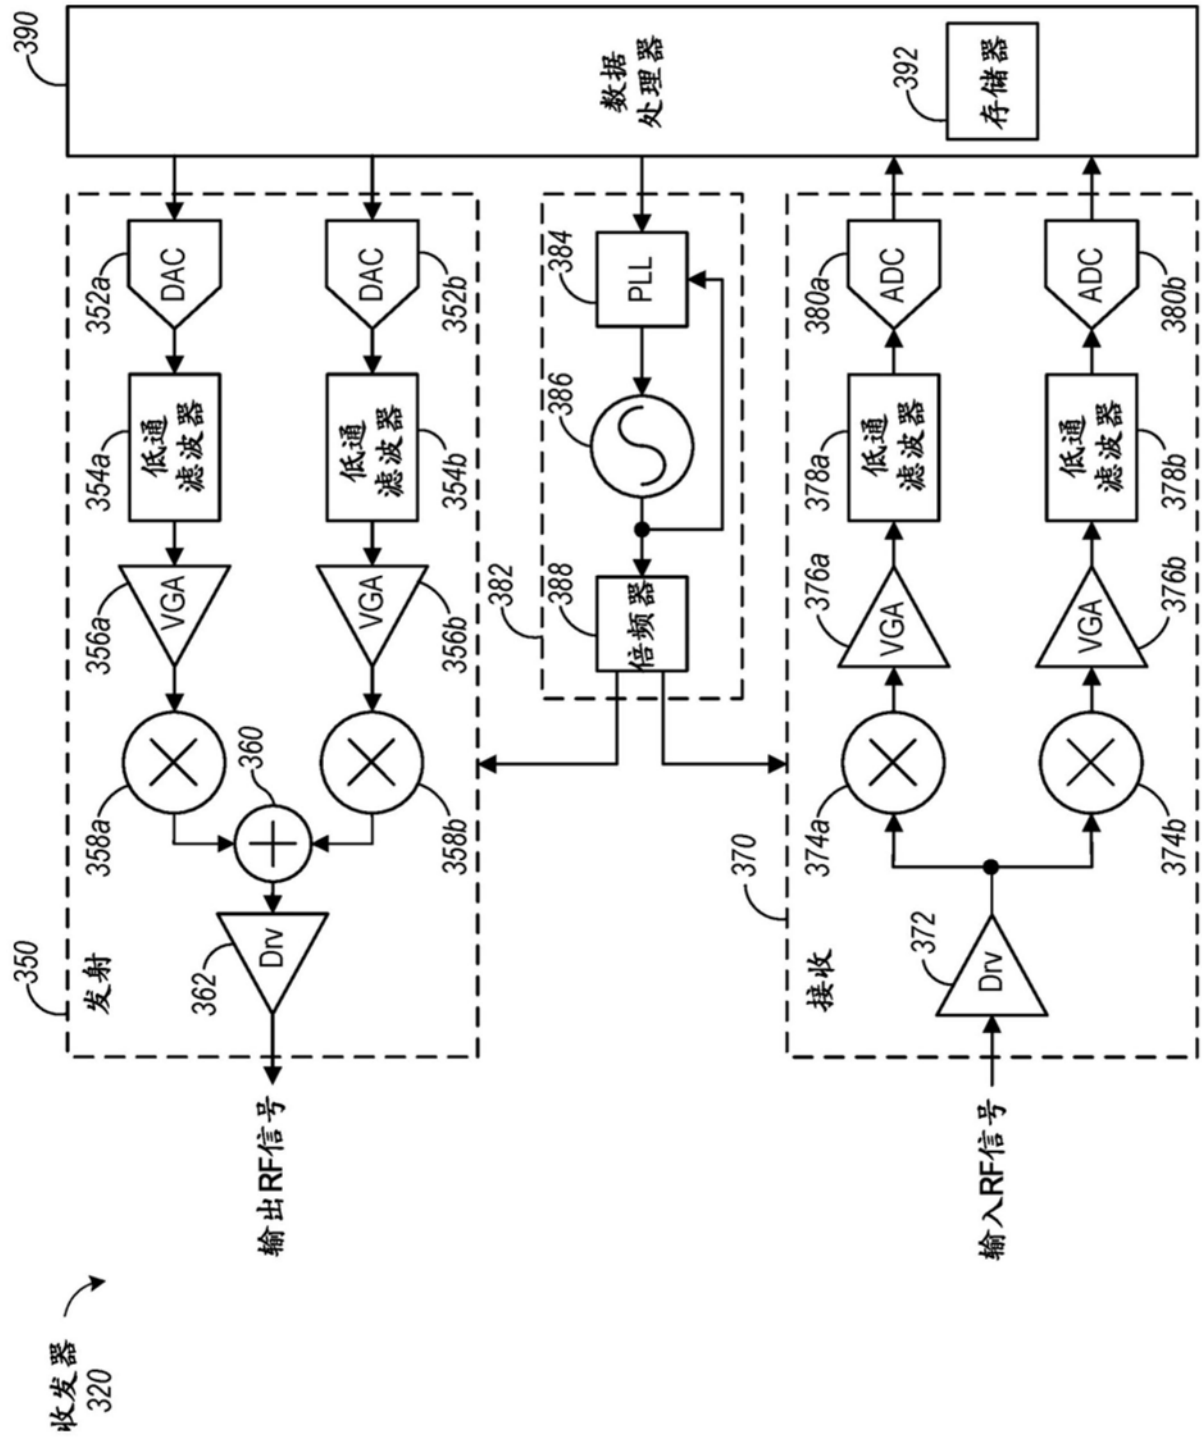 收发器
320
输出RF信号
输入RF信号
350
发射
362
Drv
360
358a
358b
356a
VGA
356b
VGA
354a
低通
滤波器
354b
低通
滤波器
352a
DAC
352b
DAC
382
388
倍频器
386
384
PLL
370
接收
372
Drv
374a
374b
376a
VGA
376b
VGA
378a
低通
滤波器
378b
低通
滤波器
380a
ADC
380b
ADC
390
数据
处理器
392
存储器